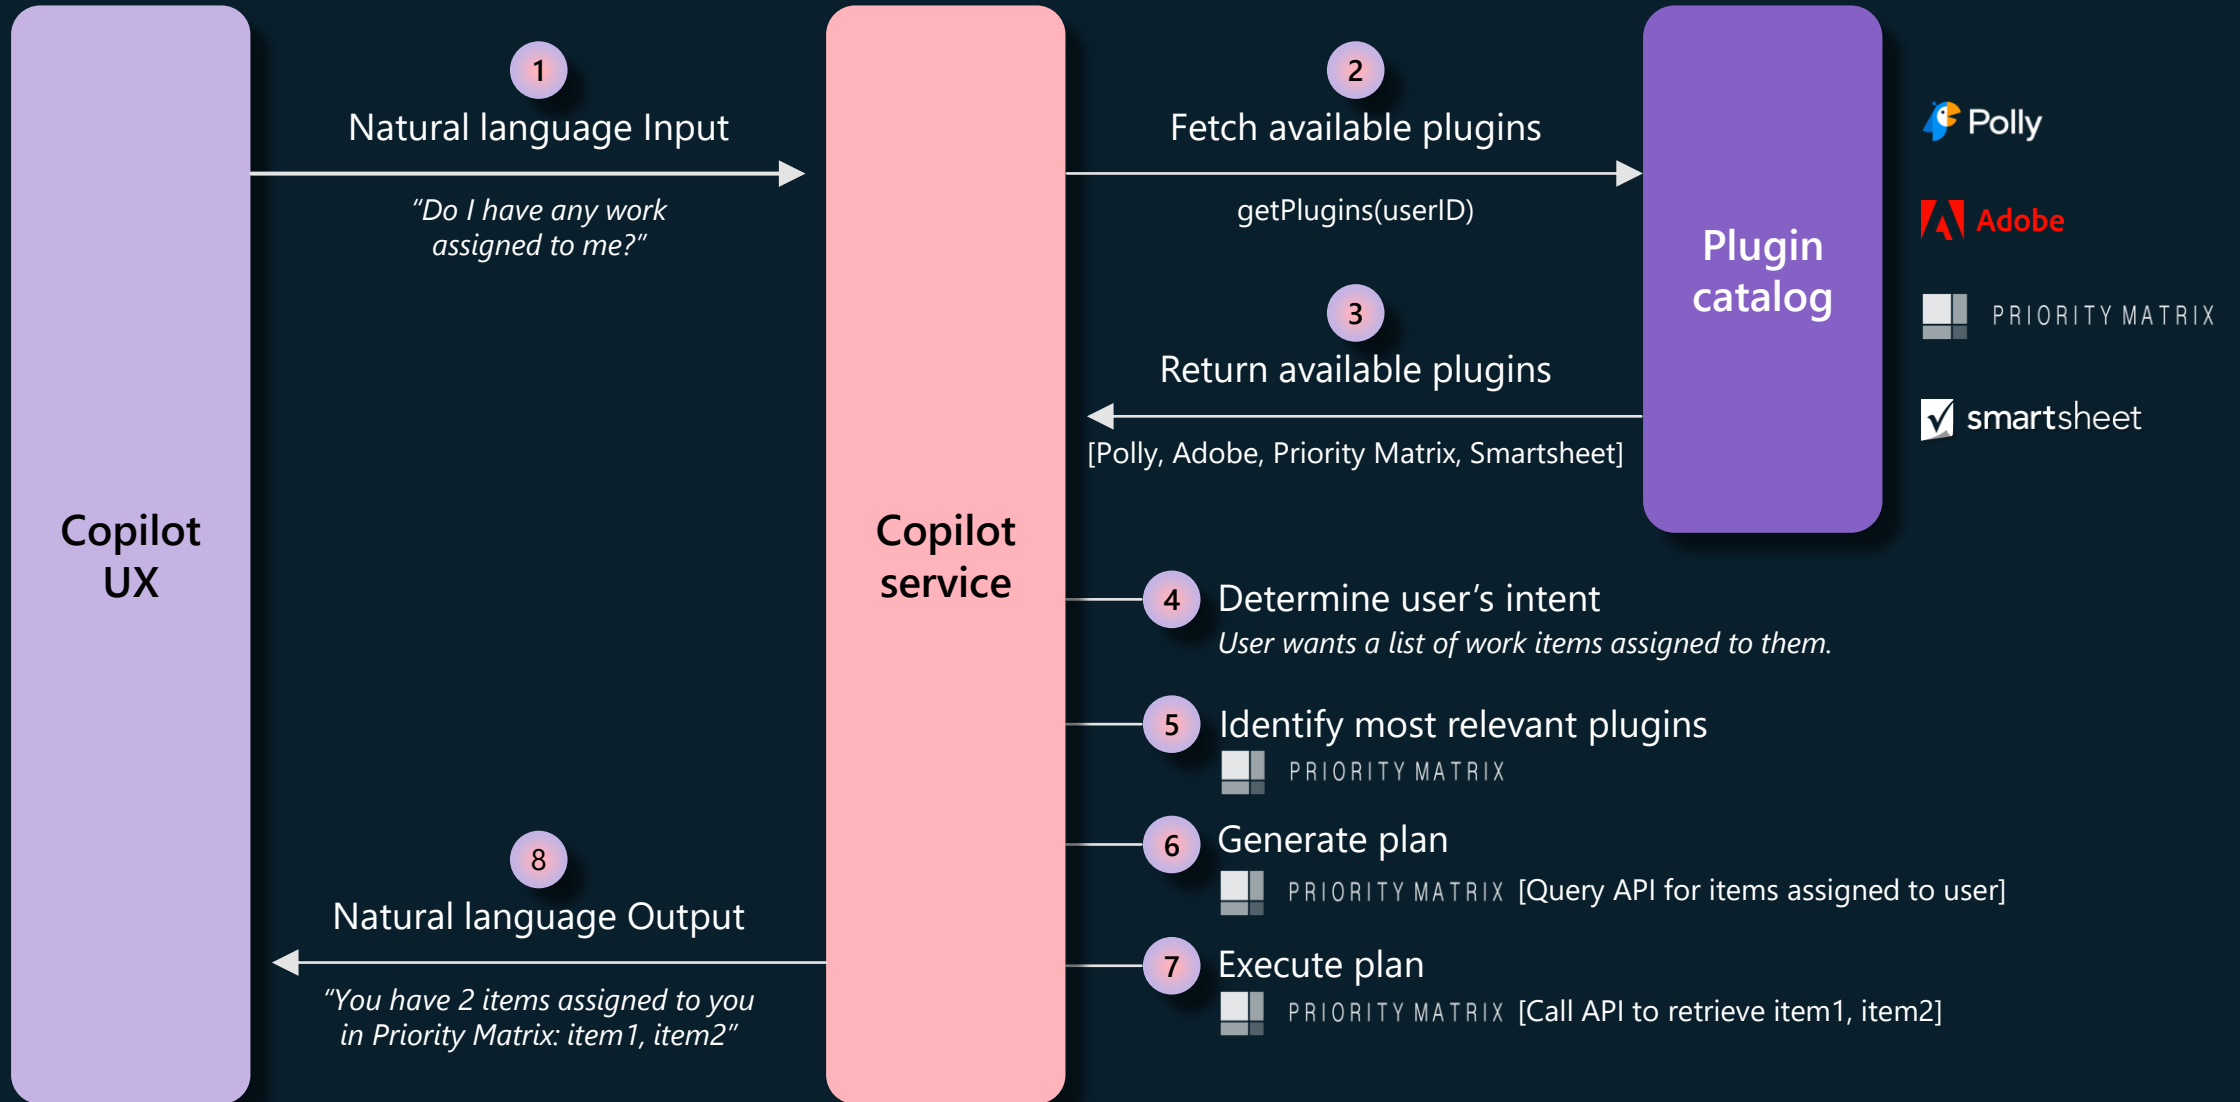 1
Natural language Input
“Do I have any work
assigned to me?”
2
Fetch available plugins
getPlugins(userID)
3
Return available plugins
[Polly, Adobe, Priority Matrix, Smartsheet]
Plugin
catalog
Polly
Adobe
PRIORITY MATRIX
smartsheet
Copilot
UX
Copilot
service
4
Determine user’s intent
User wants a list of work items assigned to them.
5
Identify most relevant plugins
PRIORITY MATRIX
6
Generate plan
PRIORITY MATRIX [Query API for items assigned to user]
7
Execute plan
PRIORITY MATRIX [Call API to retrieve item1, item2]
8
Natural language Output
“You have 2 items assigned to you
in Priority Matrix: item1, item2”